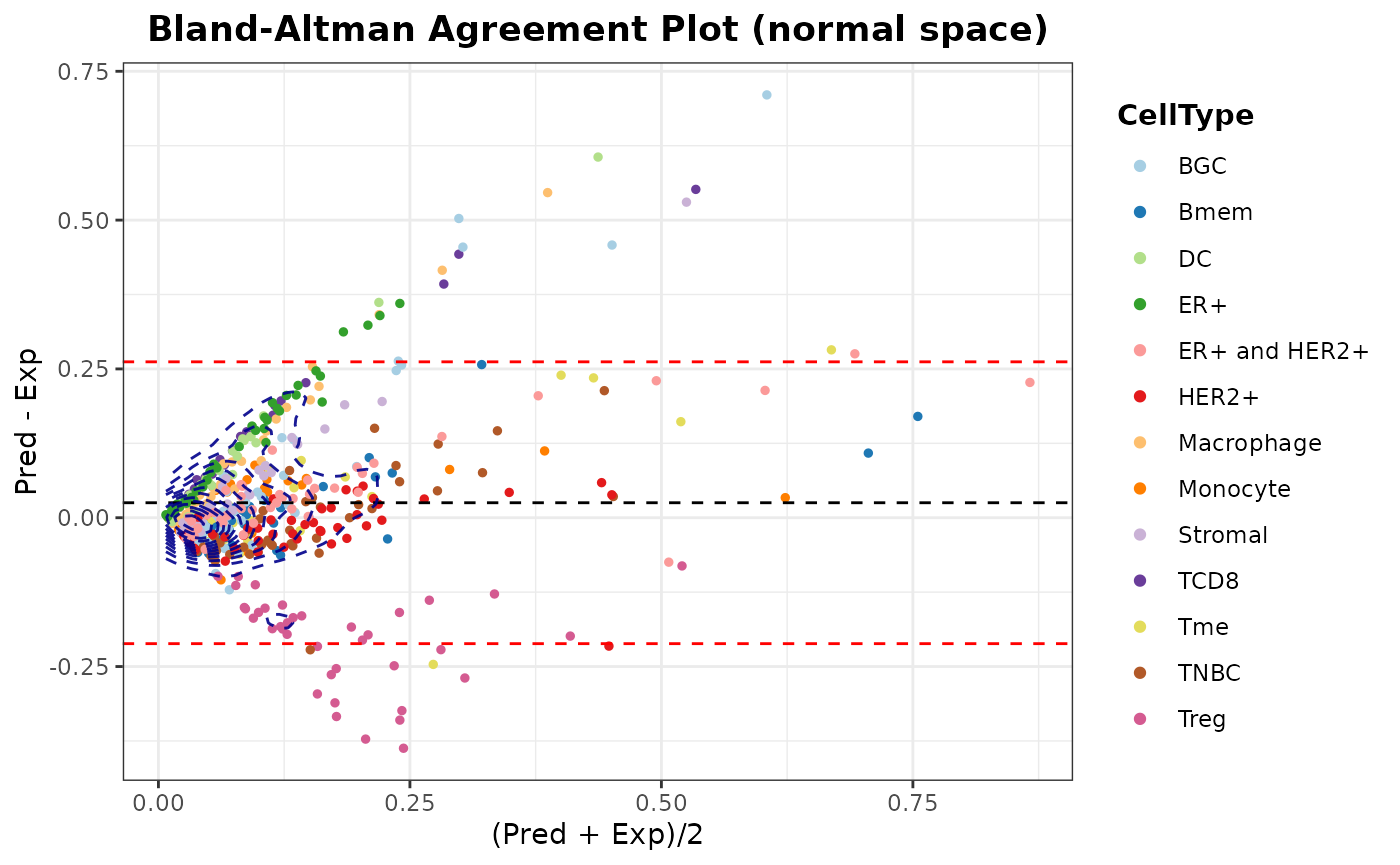 Bland-Altman Agreement Plot (normal space)
0.75
0.50
0.25
0.00
-0.25
Pred - Exp
0.00
0.25
0.50
0.75
(Pred + Exp)/2
CellType
BGC
Bmem
DC
ER+
ER+ and HER2+
HER2+
Macrophage
Monocyte
Stromal
TCD8
Tme
TNBC
Treg